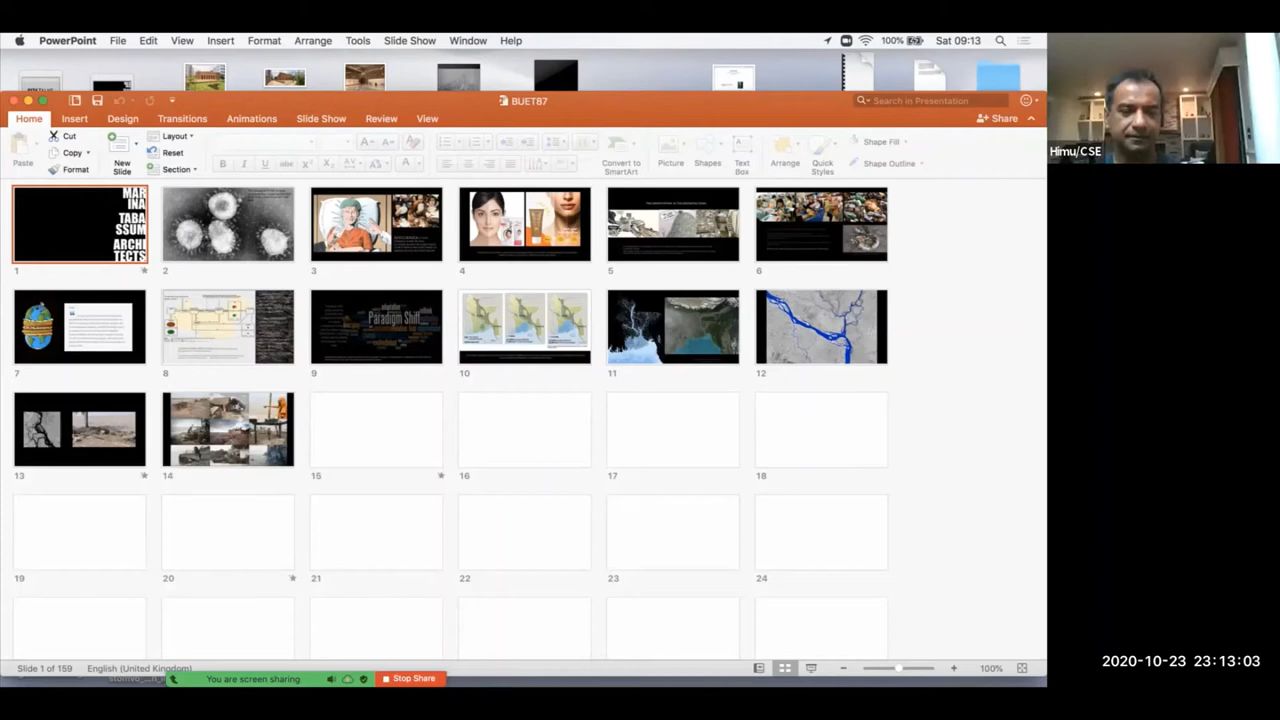 PowerPoint File Edit View Insert Format Arrange Tools Slide Show Window Help
100% Sat 09:13
BUET87
Search in Presentation
Home Insert Design Transitions Animations Slide Show Review View
Share
Paste
Cut
Copy
Format
New
Slide
Layout
Reset
Section
Convert to
SmartArt
Picture
Shapes
Text
Box
Arrange
Quick
Styles
Shape Fill
Shape Outline
Himu/CSE
MAR
INA
TABA
SSUM
ARCHI
TECTS
Paradigm Shift
1 2 3 4 5 6
7 8 9 10 11 12
13 14 15 16 17 18
19 20 21 22 23 24
Slide 1 of 159 English (United Kingdom)
100%
You are screen sharing
Stop Share
2020-10-23 23:13:03